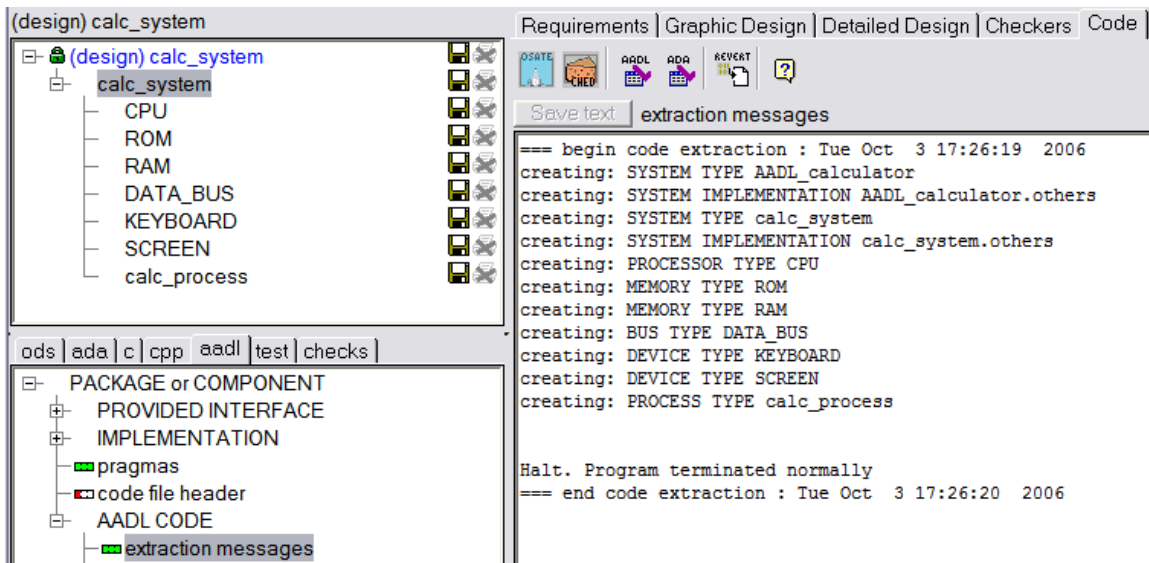 (design) calc_system
(design) calc_system
calc_system
CPU
ROM
RAM
DATA_BUS
KEYBOARD
SCREEN
calc_process
ods ada c cpp aadl test checks
PACKAGE or COMPONENT
PROVIDED INTERFACE
IMPLEMENTATION
pragmas
code file header
AADL CODE
extraction messages
Requirements Graphic Design Detailed Design Checkers Code
OSATE CHED AADL ADA REVERT
Save text extraction messages
=== begin code extraction : Tue Oct  3 17:26:19  2006
creating: SYSTEM TYPE AADL_calculator
creating: SYSTEM IMPLEMENTATION AADL_calculator.others
creating: SYSTEM TYPE calc_system
creating: SYSTEM IMPLEMENTATION calc_system.others
creating: PROCESSOR TYPE CPU
creating: MEMORY TYPE ROM
creating: MEMORY TYPE RAM
creating: BUS TYPE DATA_BUS
creating: DEVICE TYPE KEYBOARD
creating: DEVICE TYPE SCREEN
creating: PROCESS TYPE calc_process
Halt. Program terminated normally
=== end code extraction : Tue Oct  3 17:26:20  2006